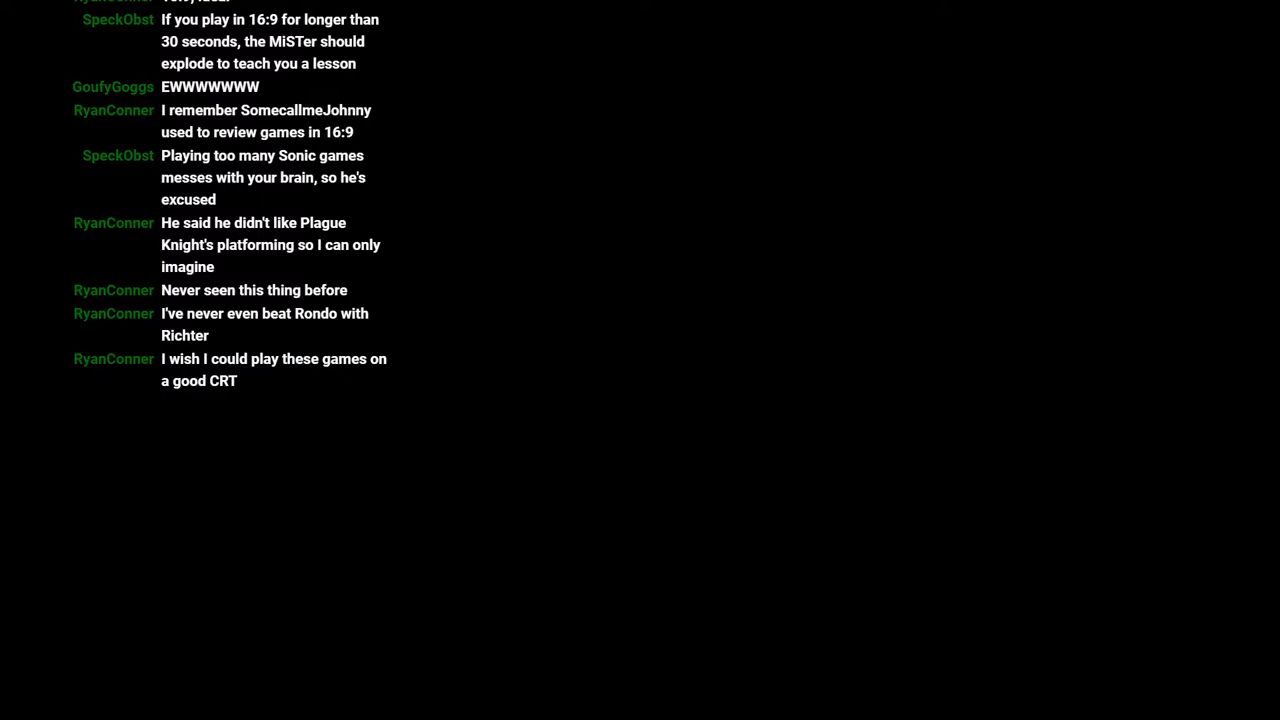 SpeckObst If you play in 16:9 for longer than
30 seconds, the MiSTer should
explode to teach you a lesson
GoufyGoggs EWWWWWWW
RyanConner I remember SomecallmeJohnny
used to review games in 16:9
SpeckObst Playing too many Sonic games
messes with your brain, so he's
excused
RyanConner He said he didn't like Plague
Knight's platforming so I can only
imagine
RyanConner Never seen this thing before
RyanConner I've never even beat Rondo with
Richter
RyanConner I wish I could play these games on
a good CRT